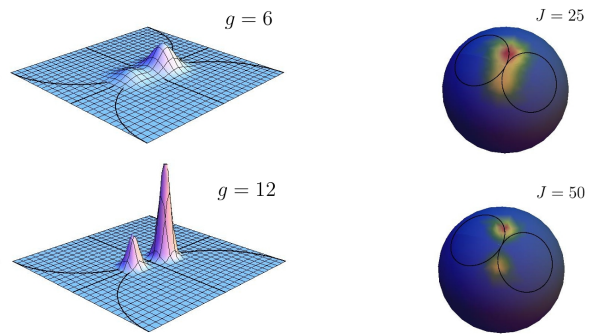 g = 6
J = 25
g = 12
J = 50